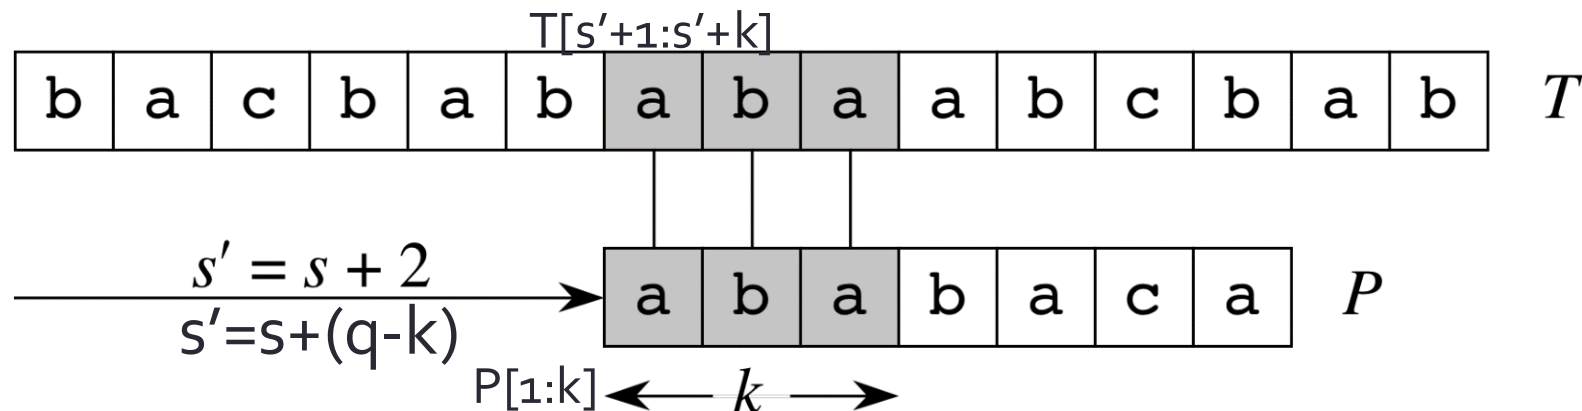 T[s′+1:s′+k]
b a c b a b a b a a b c b a b T
s′ = s + 2
a b a b a c a P
s′=s+(q-k)
P[1:k] k